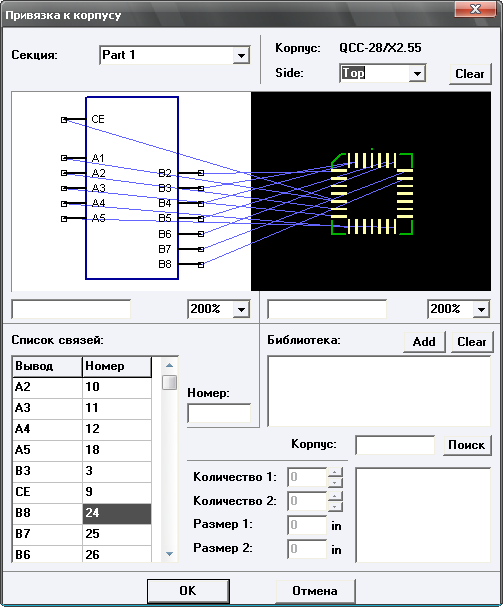 Привязка к корпусу
Секция: Part 1
Корпус: QCC-28/X2.55
Side: Top Clear
CE
A1
A2 B2
A3 B3
A4 B4
A5 B5
B6
B7
B8
200% 200%
Список связей: Библиотека: Add Clear
Вывод Номер
A2 10
A3 11
A4 12
A5 18
B3 3
CE 9
B8 24
B7 25
B6 26
Номер:
Корпус: Поиск
Количество 1: 0
Количество 2: 0
Размер 1: 0 in
Размер 2: 0 in
OK Отмена